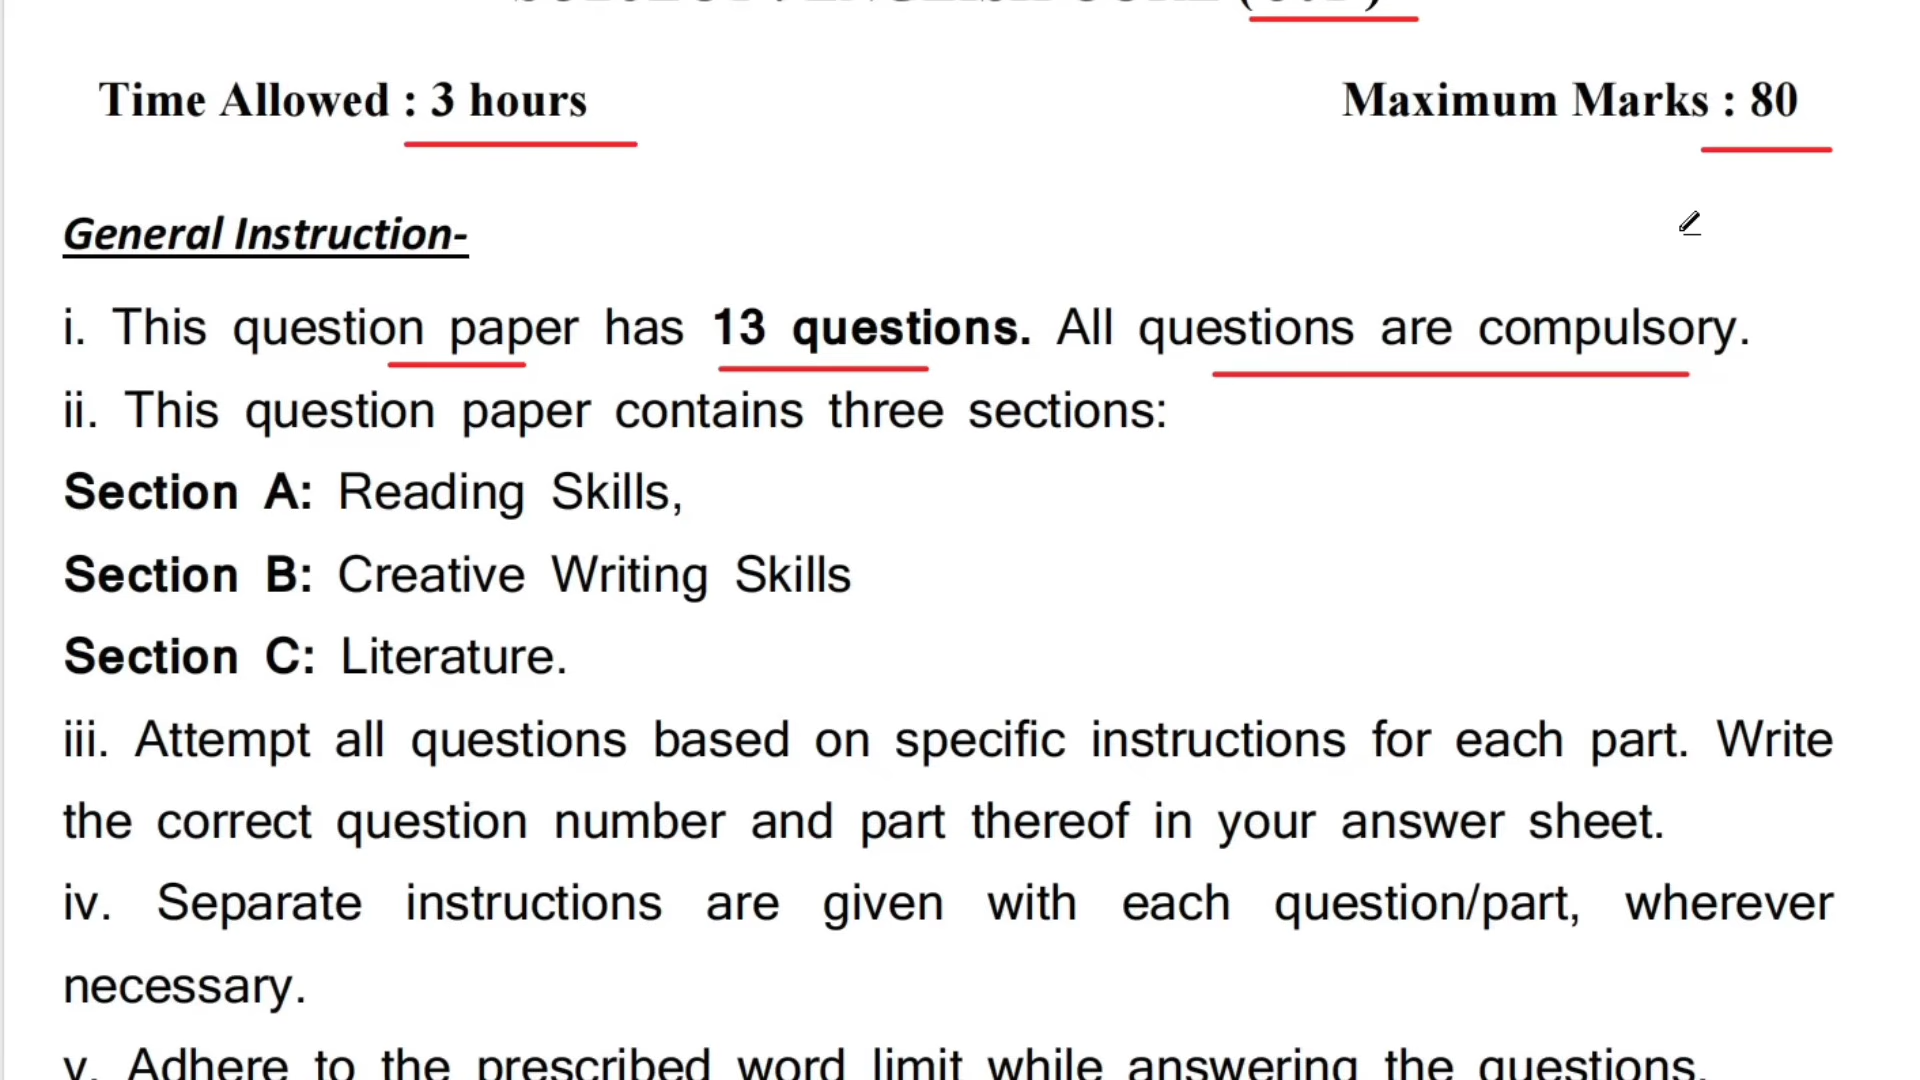 SUBJECT : ENGLISH CORE (301)
Time Allowed : 3 hours
Maximum Marks : 80
General Instruction-
i. This question paper has 13 questions. All questions are compulsory.
ii. This question paper contains three sections:
Section A: Reading Skills,
Section B: Creative Writing Skills
Section C: Literature.
iii. Attempt all questions based on specific instructions for each part. Write
the correct question number and part thereof in your answer sheet.
iv. Separate instructions are given with each question/part, wherever
necessary.
v. Adhere to the prescribed word limit while answering the questions.